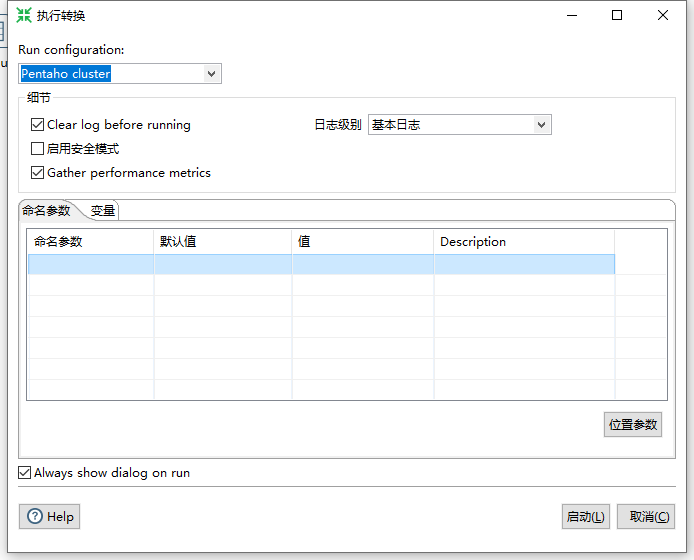 执行转换
Run configuration:
Pentaho cluster
细节
Clear log before running
日志级别 基本日志
启用安全模式
Gather performance metrics
命名参数 变量
命名参数 默认值 值 Description
位置参数
Always show dialog on run
Help 启动(L) 取消(C)